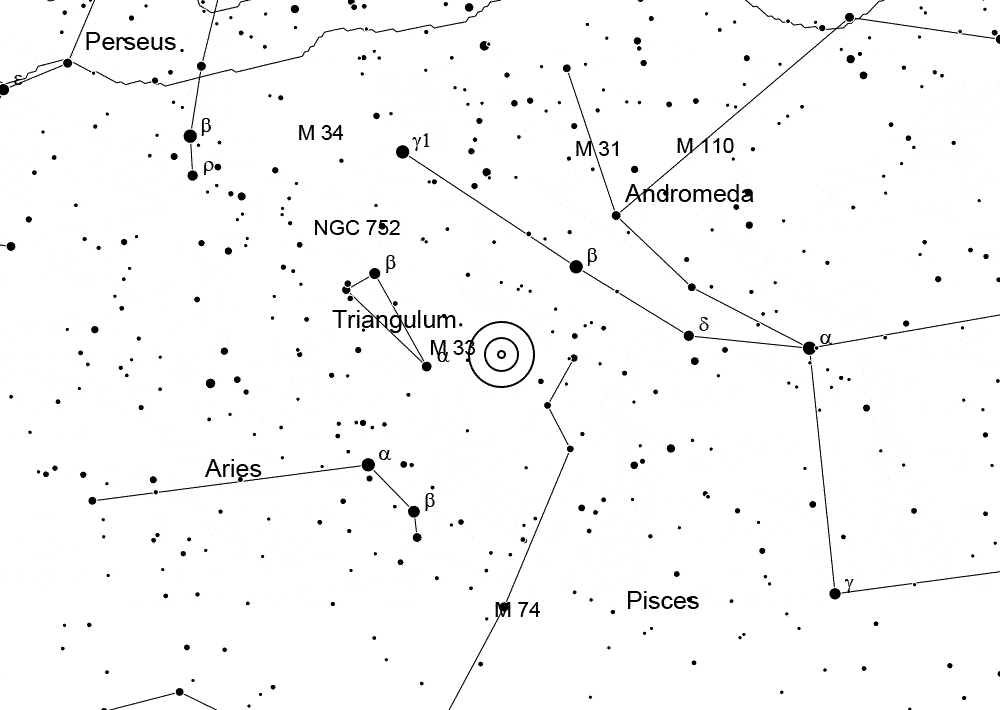 Perseus
ε
β
ρ
M 34
γ1
M 31
M 110
Andromeda
NGC 752
β
β
Triangulum
M 33
α
δ
α
Aries
α
β
γ
M 74
Pisces